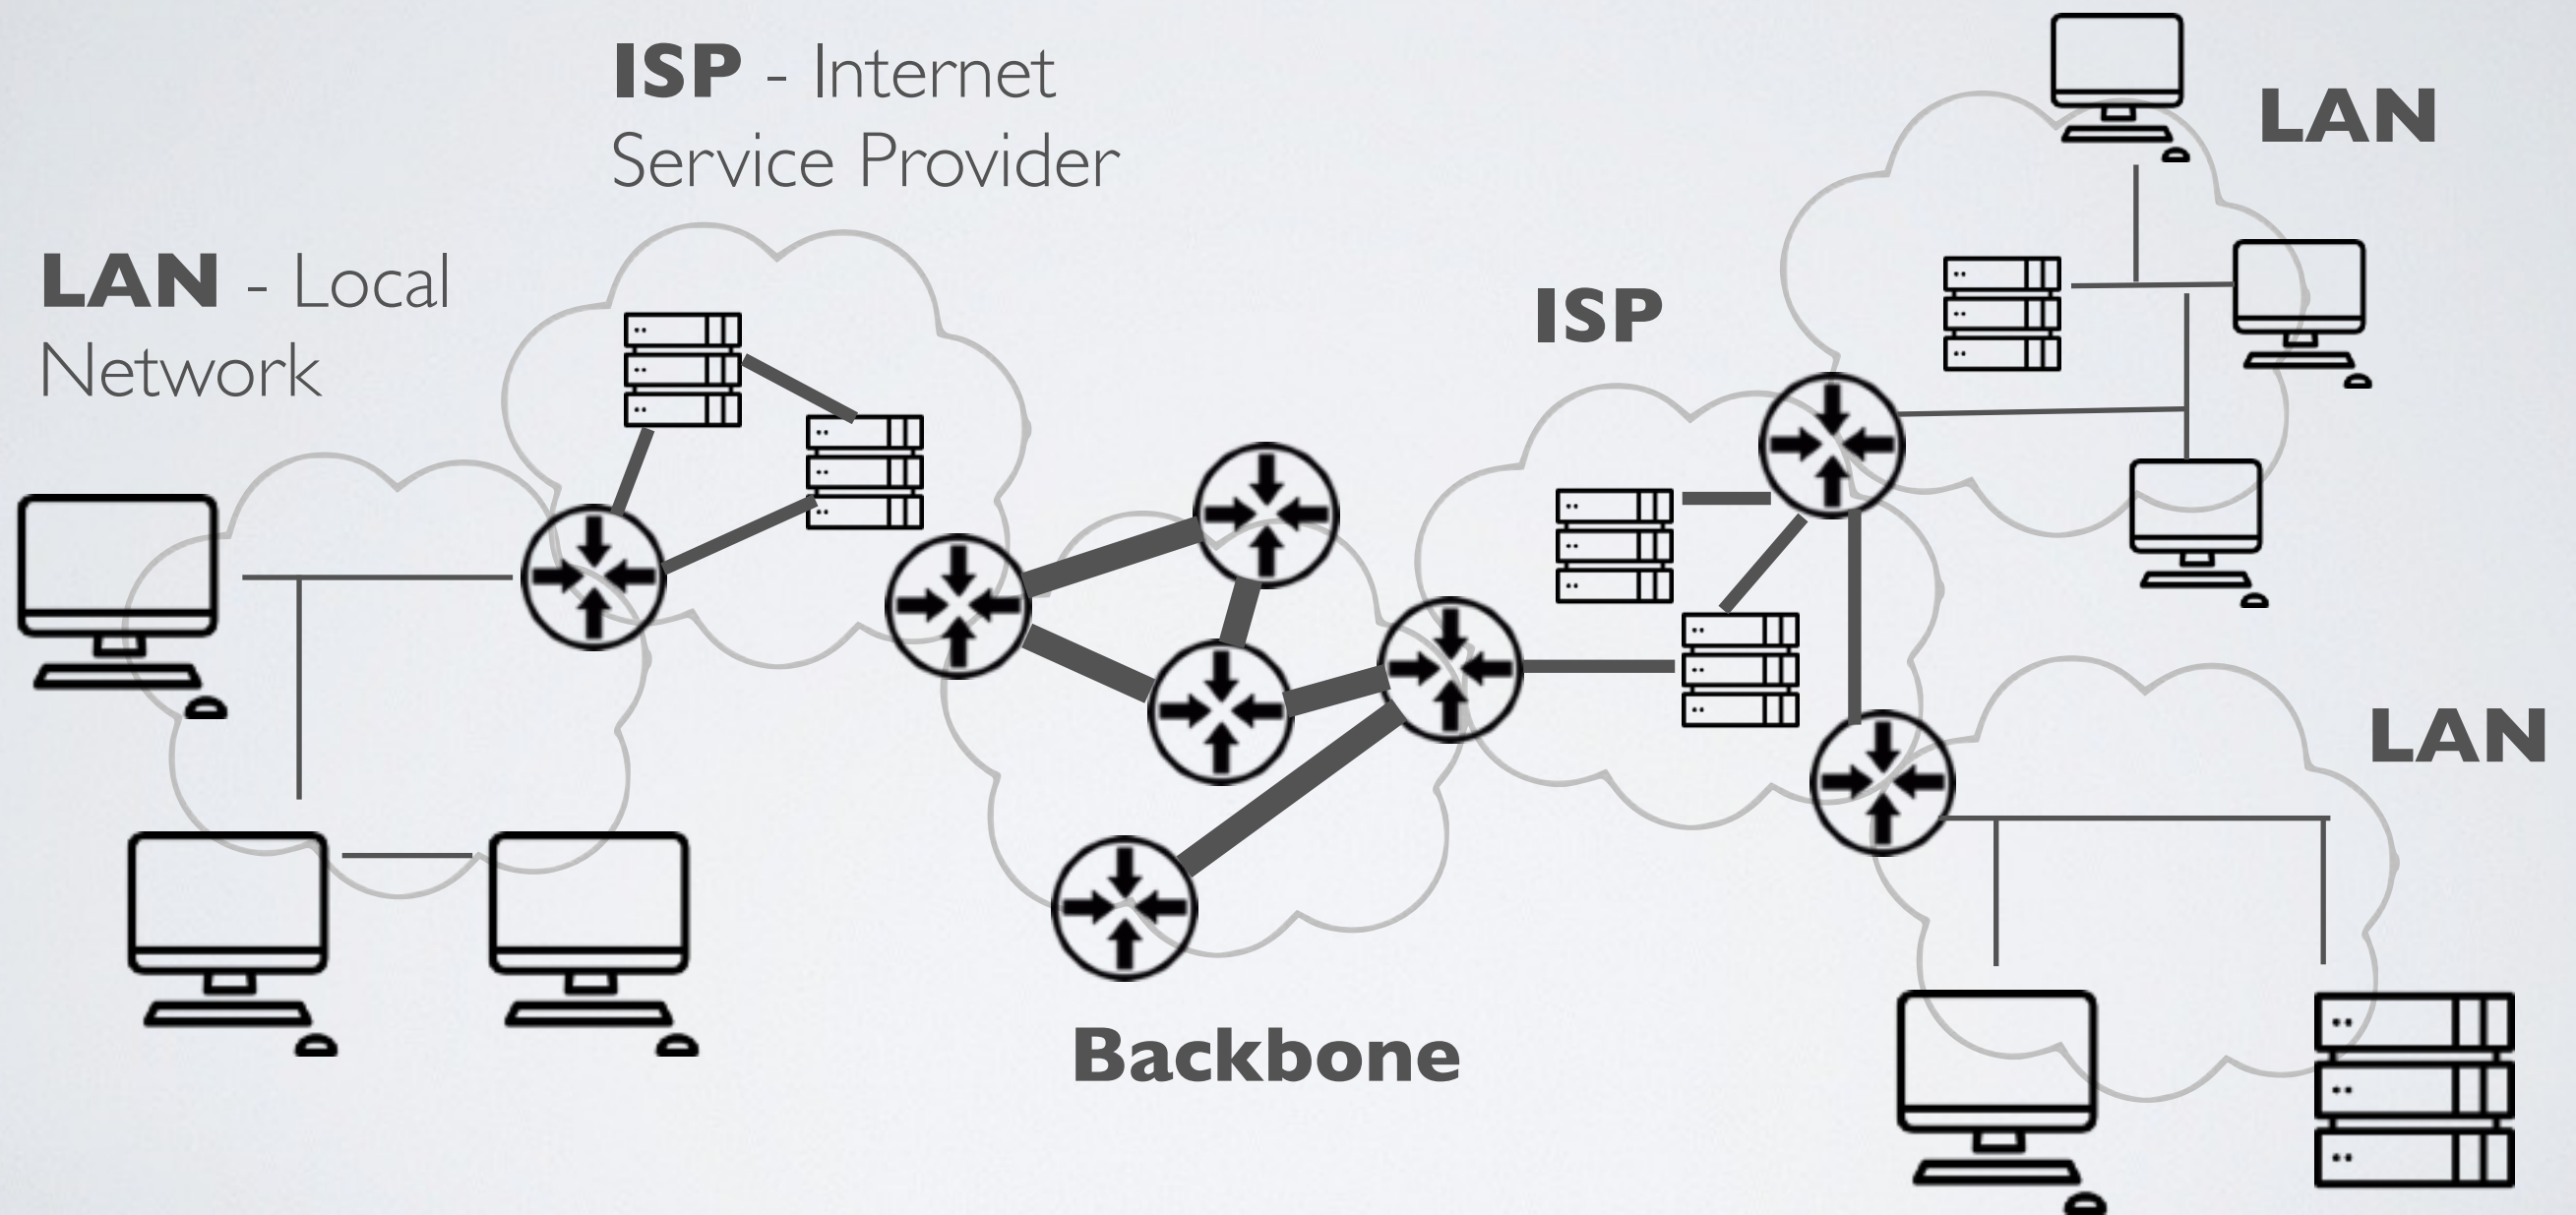 ISP - Internet
Service Provider
LAN
LAN - Local
Network
ISP
LAN
Backbone